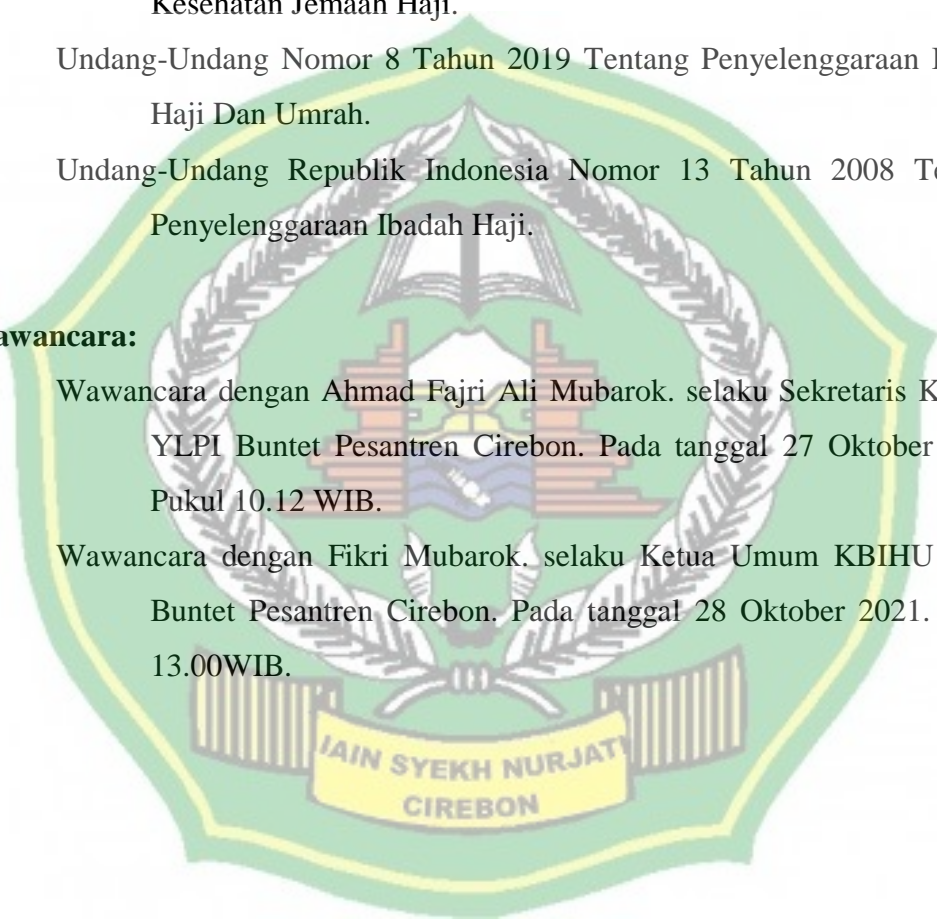 Kesehatan Jemaah Haji.
Undang-Undang Nomor 8 Tahun 2019 Tentang Penyelenggaraan
Haji Dan Umrah.
Undang-Undang Republik Indonesia Nomor 13 Tahun 2008
Penyelenggaraan Ibadah Haji.
awancara:
Wawancara dengan Ahmad Fajri Ali Mubarok. selaku Sekretaris
YLPI Buntet Pesantren Cirebon. Pada tanggal 27 Oktober
Pukul 10.12 WIB.
Wawancara dengan Fikri Mubarok. selaku Ketua Umum KBIHU
Buntet Pesantren Cirebon. Pada tanggal 28 Oktober 2021.
13.00WIB.
IAIN SYEKH NURJATI
CIREBON